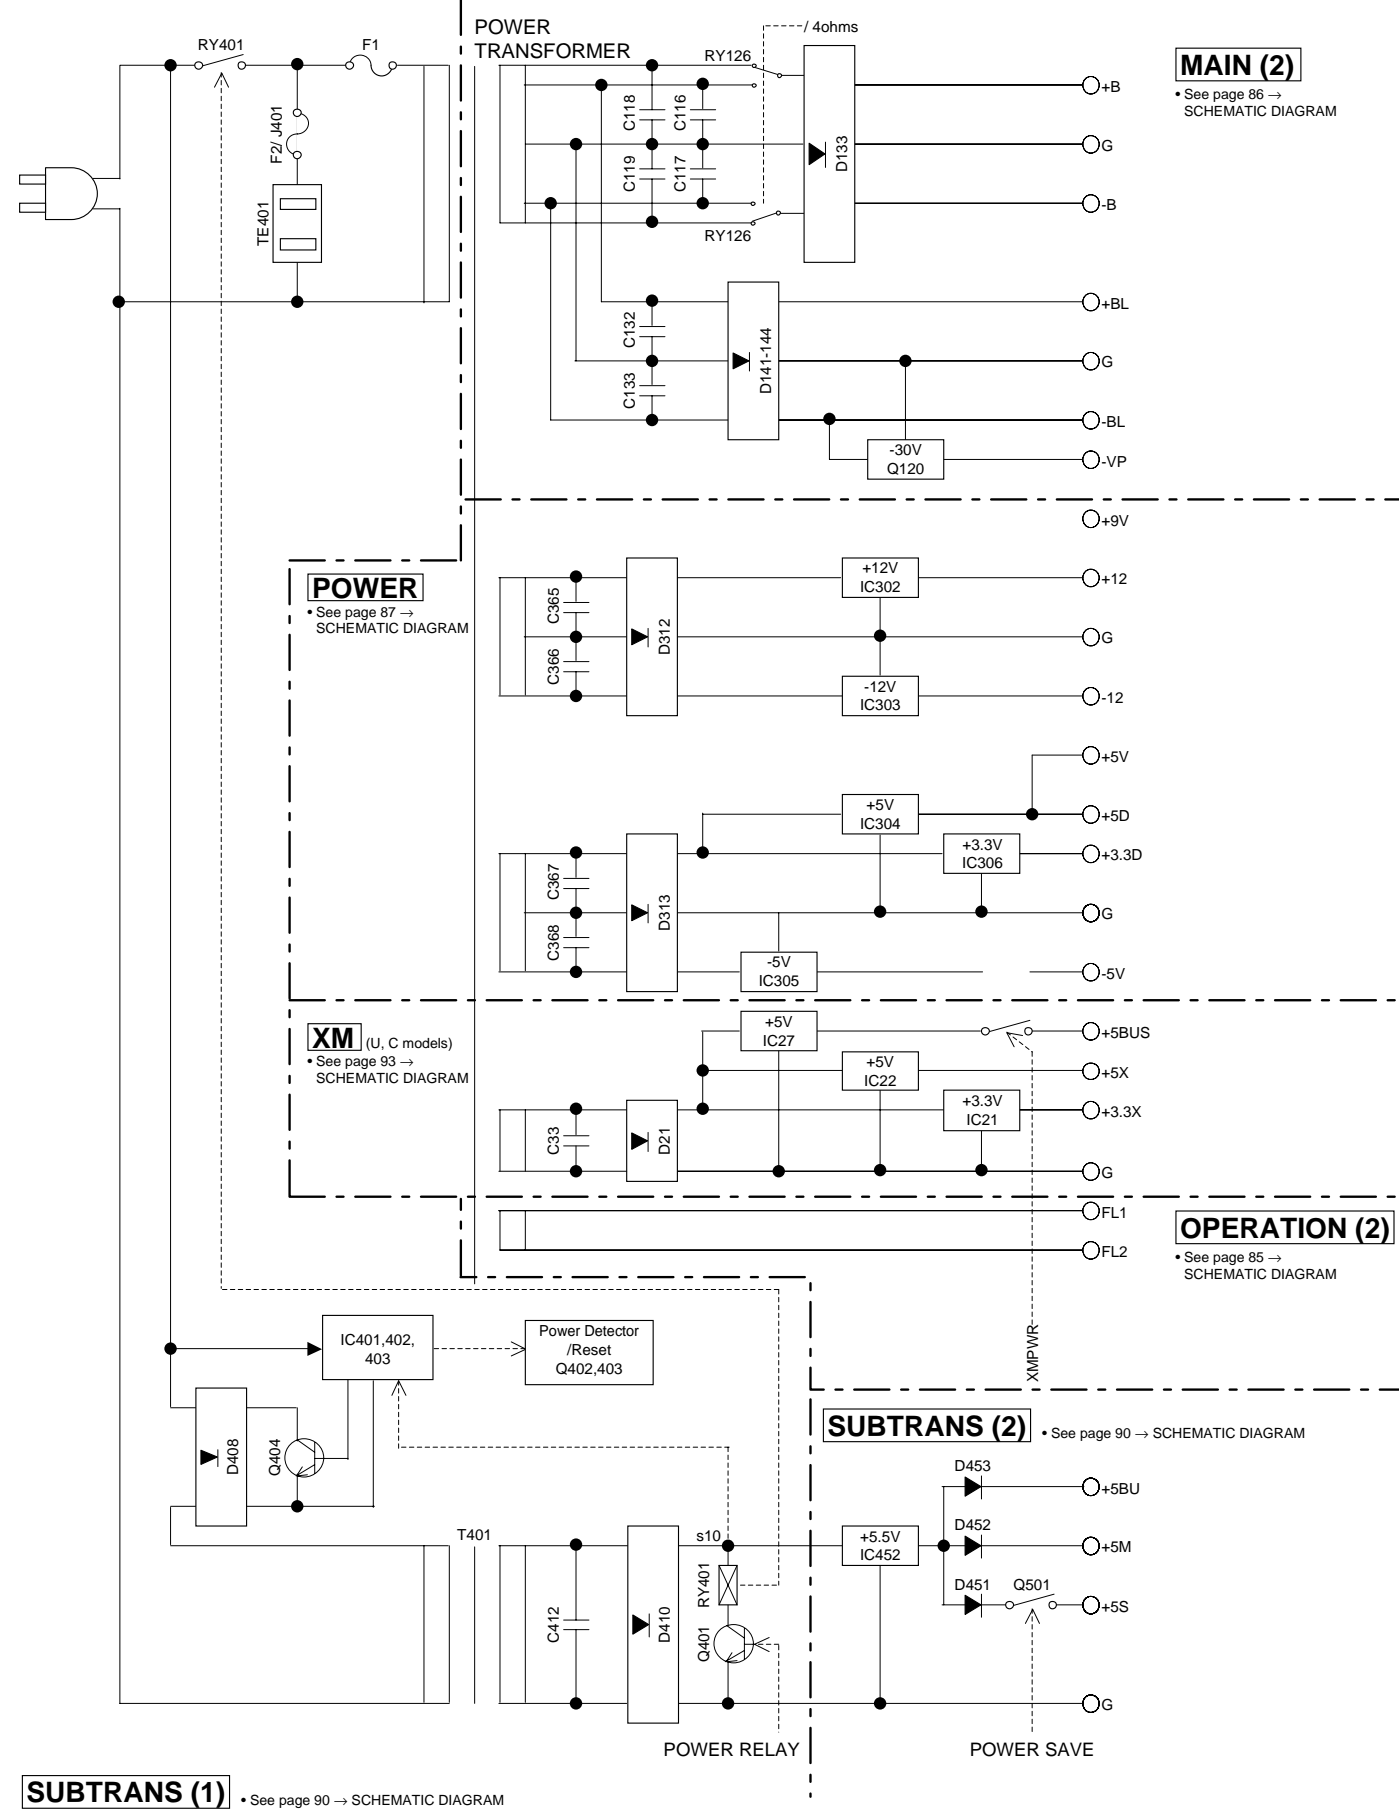 POWER
TRANSFORMER
/ 4ohms
RY401
F1
RY126
MAIN (2)
• See page 86 →
SCHEMATIC DIAGRAM
+B
C118
C116
F2/ J401
D133
G
C119
C117
TE401
-B
RY126
+BL
C132
D141-144
G
C133
-BL
-30V
Q120
-VP
+9V
POWER
• See page 87 →
SCHEMATIC DIAGRAM
+12V
IC302
+12
C365
D312
G
C366
-12V
IC303
-12
+5V
+5V
IC304
+5D
+3.3V
IC306
+3.3D
C367
D313
G
C368
-5V
IC305
-5V
XM (U, C models)
• See page 93 →
SCHEMATIC DIAGRAM
+5V
IC27
+5BUS
+5V
IC22
+5X
+3.3V
IC21
+3.3X
C33
D21
G
FL1
OPERATION (2)
• See page 85 →
SCHEMATIC DIAGRAM
FL2
XMPWR
IC401,402,
403
Power Detector
/Reset
Q402,403
SUBTRANS (2)
• See page 90 → SCHEMATIC DIAGRAM
D408
Q404
D453
+5BU
T401
s10
+5.5V
IC452
D452
+5M
RY401
D451
Q501
+5S
C412
D410
Q401
G
POWER RELAY
POWER SAVE
SUBTRANS (1)
• See page 90 → SCHEMATIC DIAGRAM